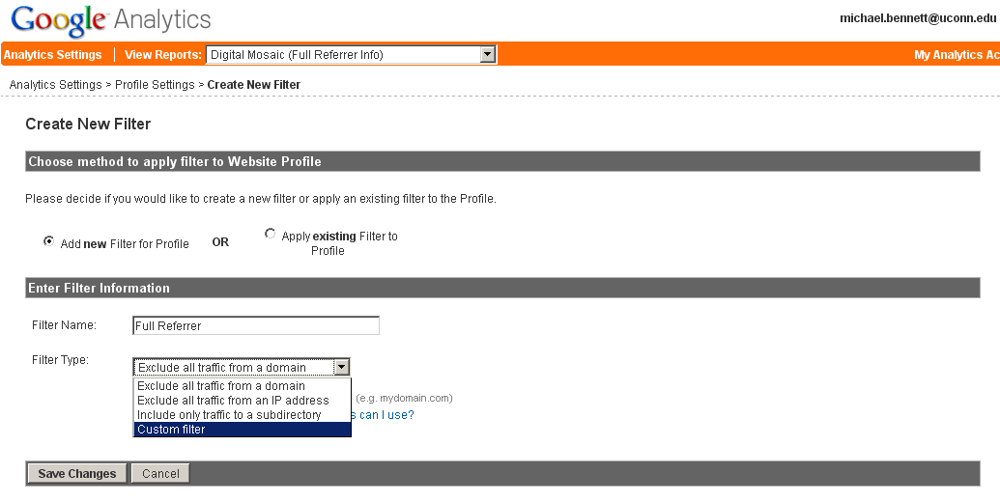 Google Analytics
michael.bennett@uconn.edu
Analytics Settings | View Reports: Digital Mosaic (Full Referrer Info) My Analytics Ac
Analytics Settings > Profile Settings > Create New Filter
Create New Filter
Choose method to apply filter to Website Profile
Please decide if you would like to create a new filter or apply an existing filter to the Profile.
Add new Filter for Profile OR Apply existing Filter to
Profile
Enter Filter Information
Filter Name: Full Referrer
Filter Type: Exclude all traffic from a domain
Exclude all traffic from a domain
Exclude all traffic from an IP address (e.g. mydomain.com)
Include only traffic to a subdirectory s can I use?
Custom filter
Save Changes Cancel